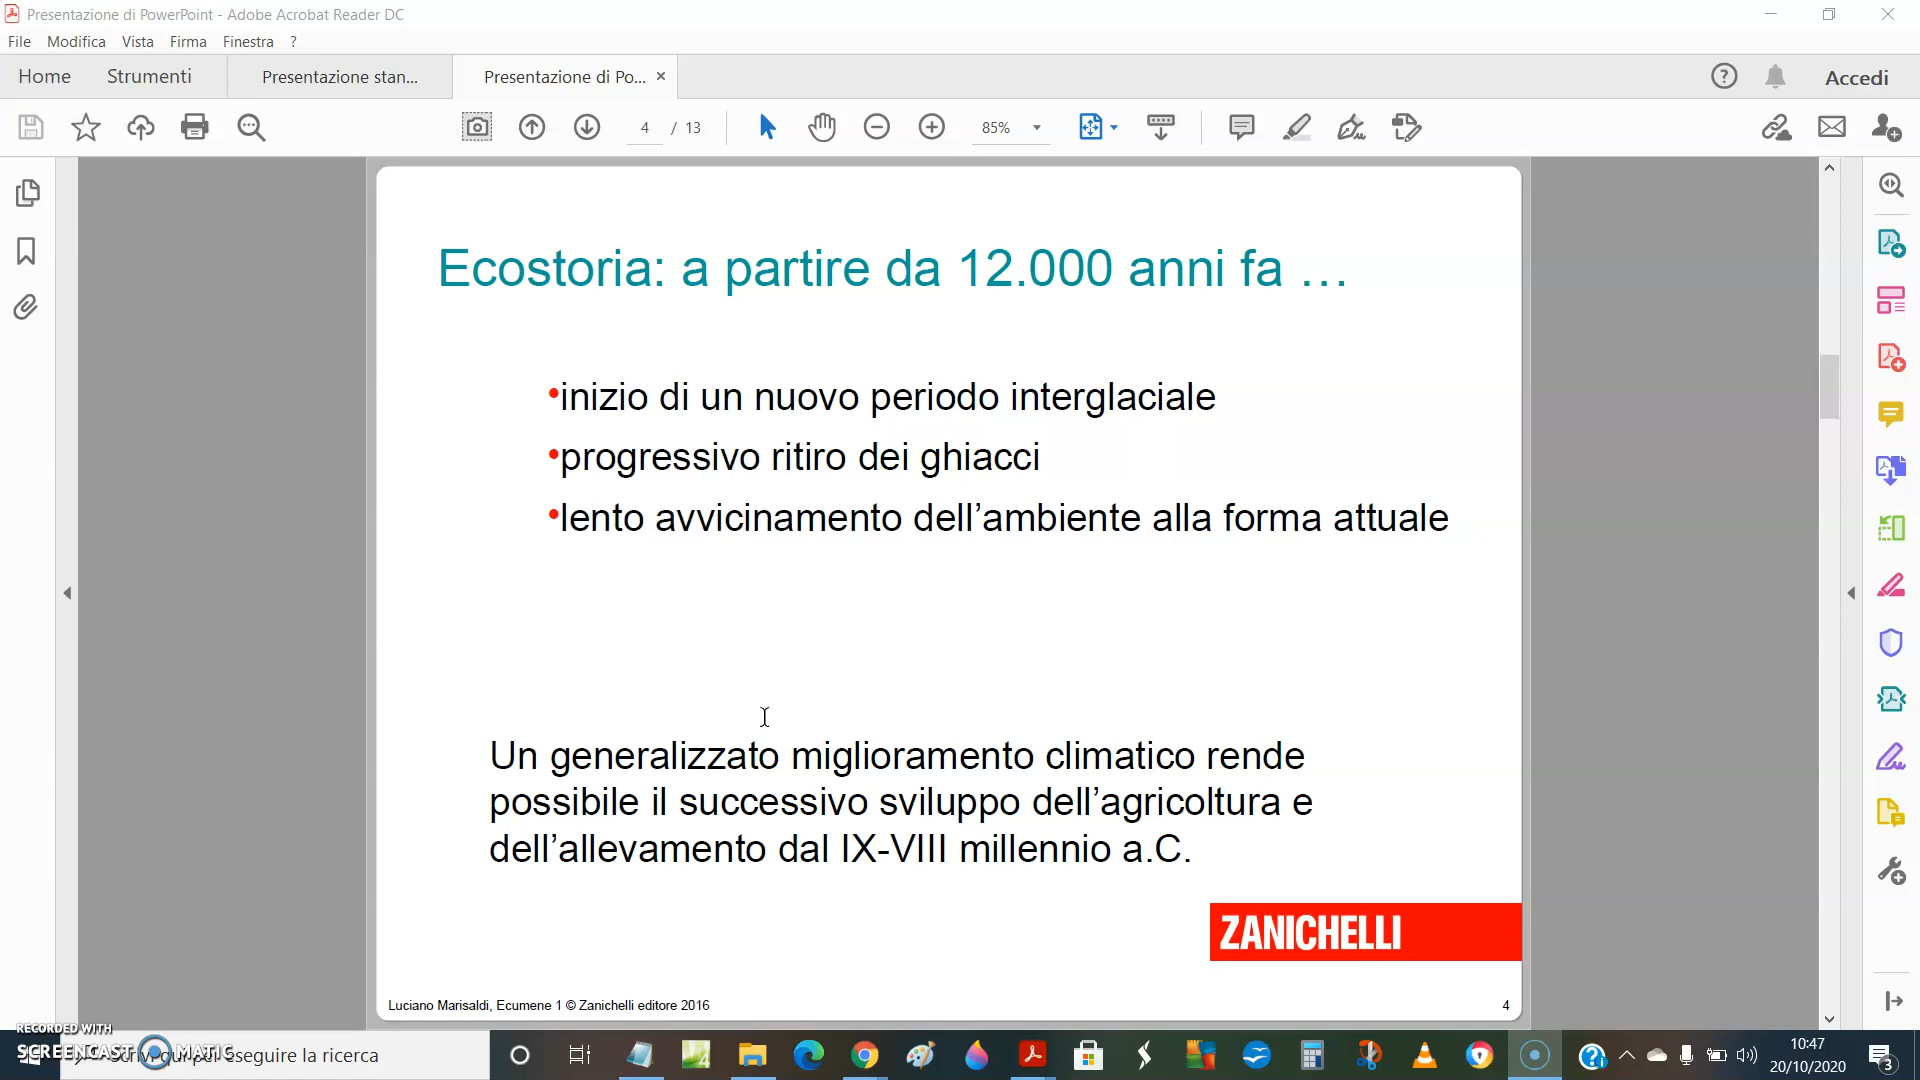 Presentazione di PowerPoint - Adobe Acrobat Reader DC
File Modifica Vista Firma Finestra ?
Home Strumenti Presentazione stan... Presentazione di Po... Accedi
4 / 13 85%
Ecostoria: a partire da 12.000 anni fa …
•inizio di un nuovo periodo interglaciale
•progressivo ritiro dei ghiacci
•lento avvicinamento dell’ambiente alla forma attuale
Un generalizzato miglioramento climatico rende
possibile il successivo sviluppo dell’agricoltura e
dell’allevamento dal IX-VIII millennio a.C.
ZANICHELLI
Luciano Marisaldi, Ecumene 1 © Zanichelli editore 2016 4
RECORDED WITH
SCREENCAST MATIC
Scrivi qui per eseguire la ricerca
10:47
20/10/2020
3